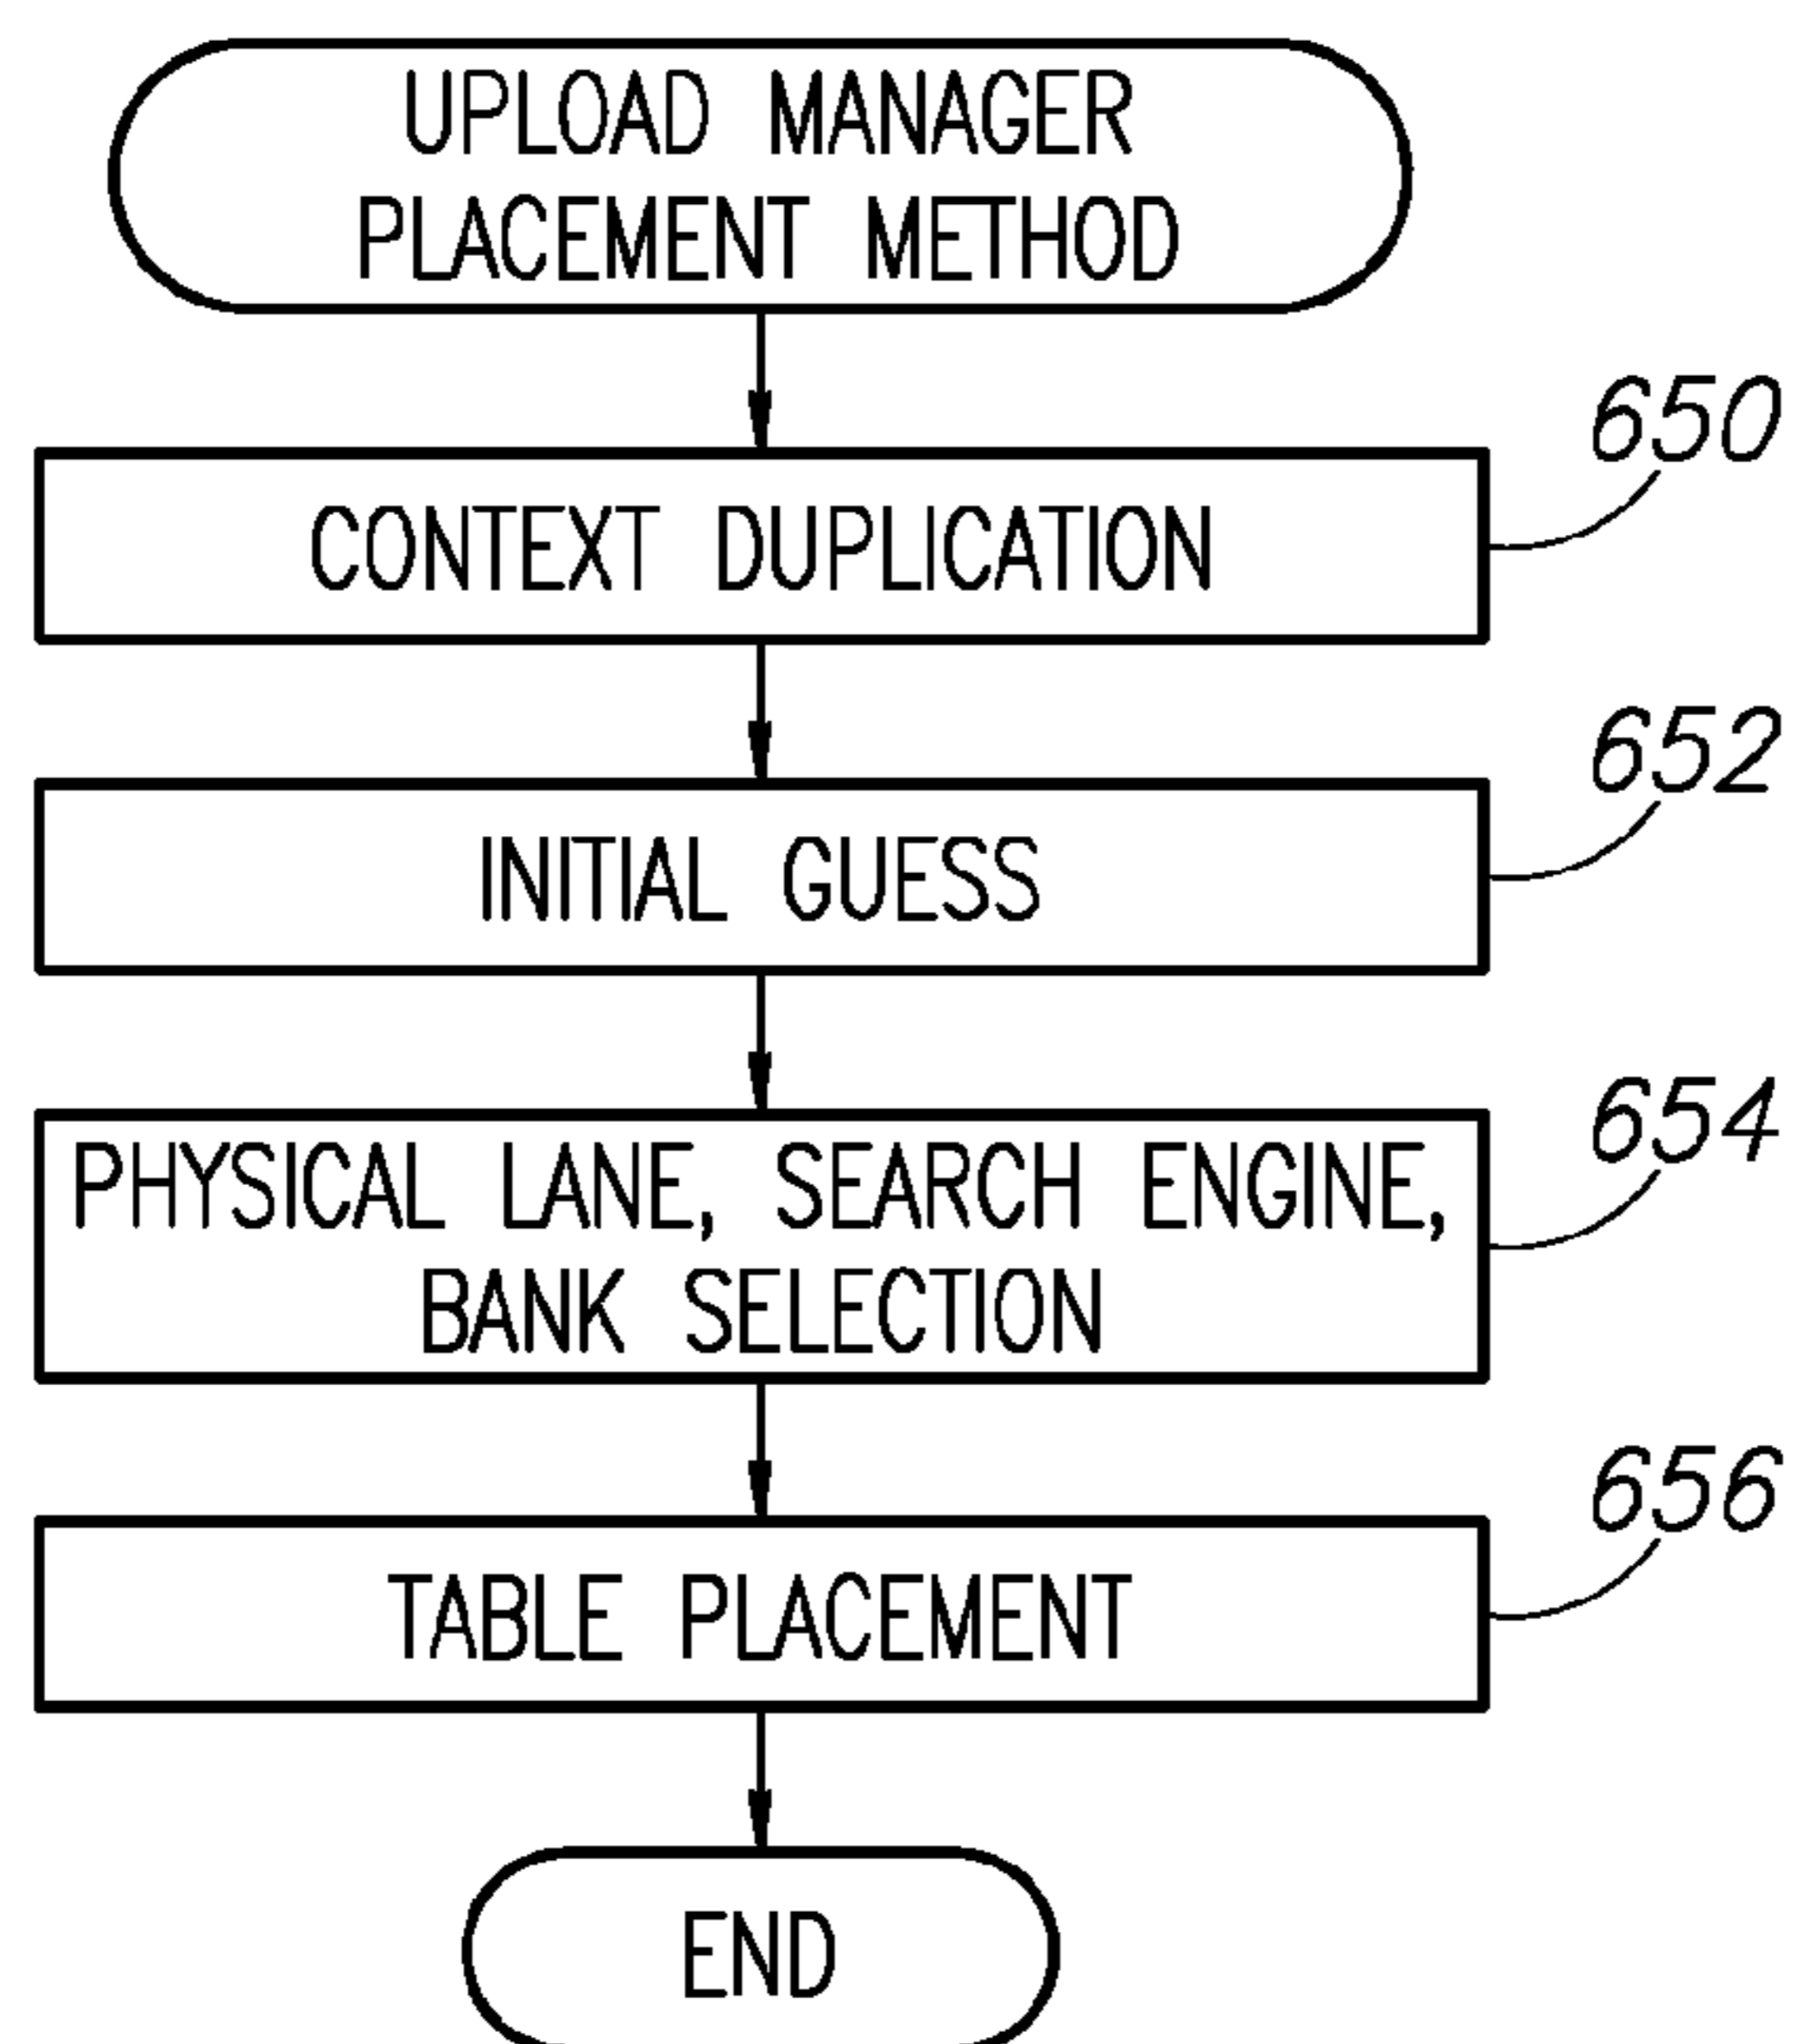 UPLOAD MANAGER
PLACEMENT METHOD
650
CONTEXT DUPLICATION
652
INITIAL GUESS
654
PHYSICAL LANE, SEARCH ENGINE,
BANK SELECTION
656
TABLE PLACEMENT
END